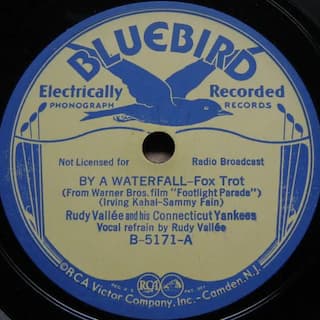 BLUEBIRD
Electrically Recorded
PHONOGRAPH RECORDS
Not Licensed for Radio Broadcast
BY A WATERFALL–Fox Trot
(From Warner Bros. film "Footlight Parade")
(Irving Kahal-Sammy Fain)
Rudy Vallée and his Connecticut Yankees
Vocal refrain by Rudy Vallée
B-5171-A
RCA
©RCA Victor Company, Inc.-Camden, N.J.